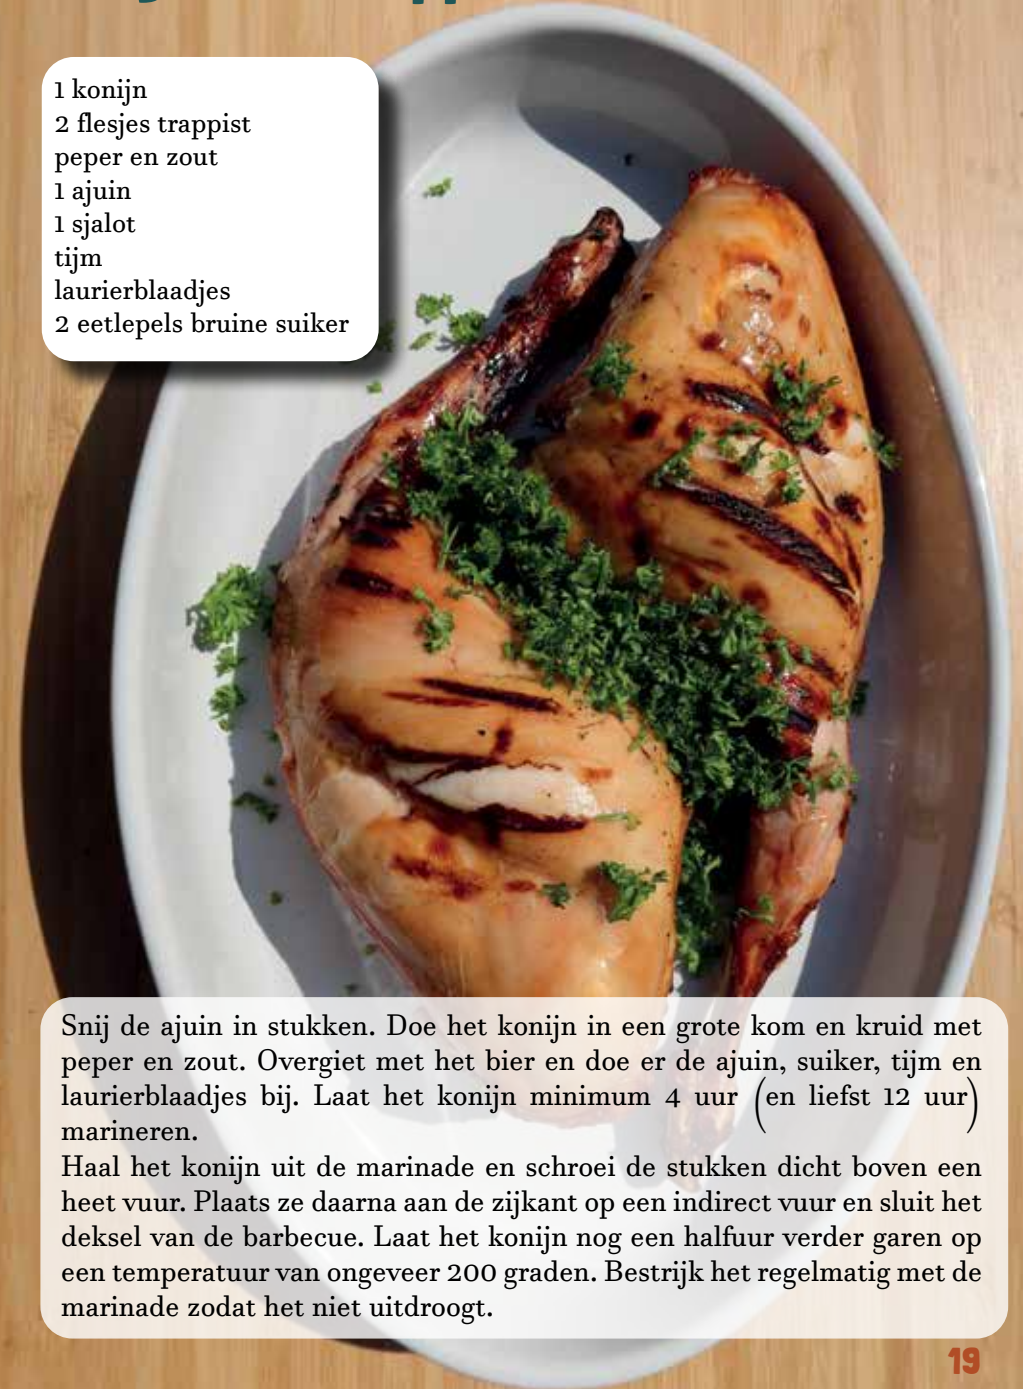 1 konijn
2 flesjes trappist
peper en zout
1 ajuin
1 sjalot
tijm
laurierblaadjes
2 eetlepels bruine suiker
Snij de ajuin in stukken. Doe het konijn in een grote kom en kruid met
peper en zout. Overgiet met het bier en doe er de ajuin, suiker, tijm en
laurierblaadjes bij. Laat het konijn minimum 4 uur (en liefst 12 uur)
marineren.
Haal het konijn uit de marinade en schroei de stukken dicht boven een
heet vuur. Plaats ze daarna aan de zijkant op een indirect vuur en sluit het
deksel van de barbecue. Laat het konijn nog een halfuur verder garen op
een temperatuur van ongeveer 200 graden. Bestrijk het regelmatig met de
marinade zodat het niet uitdroogt.
19